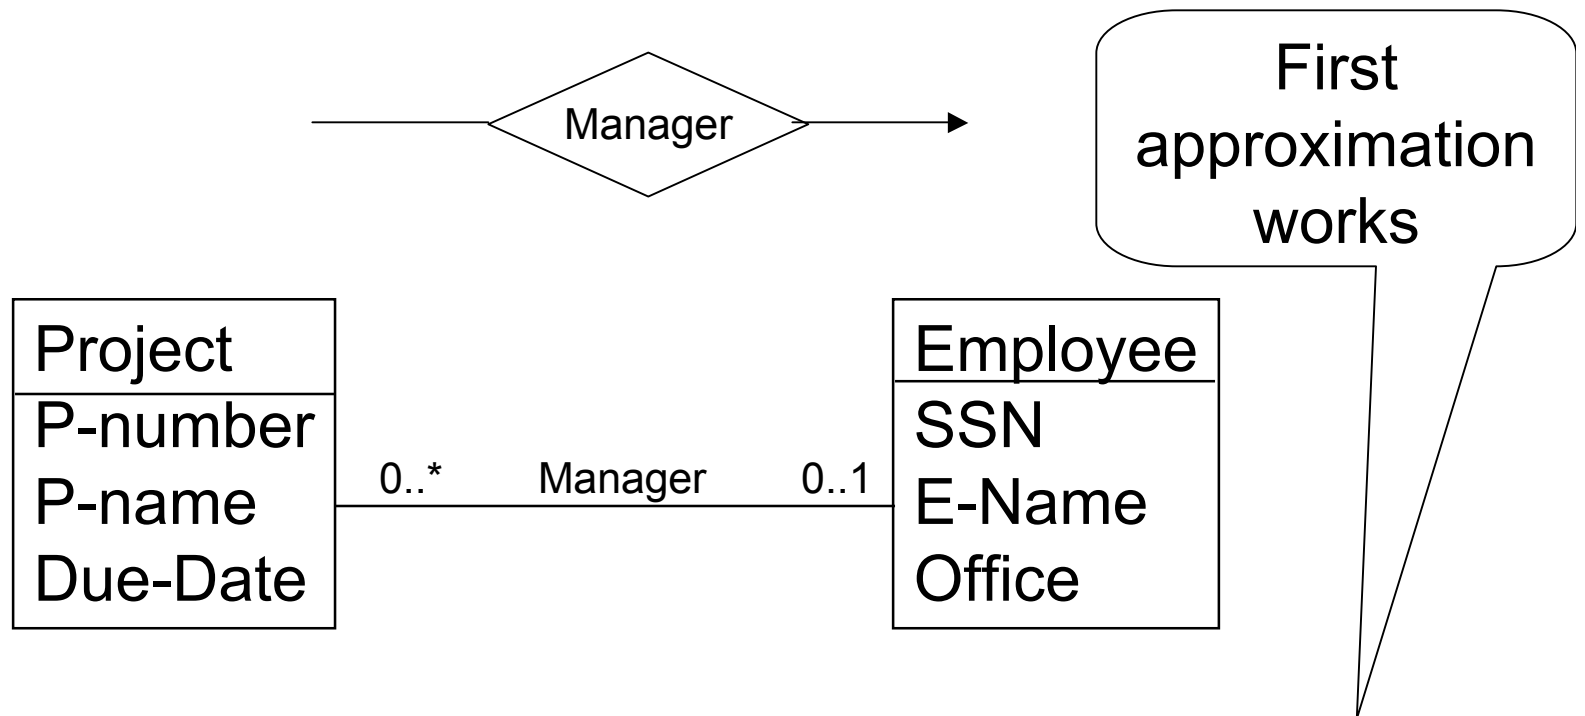 Manager
First
approximation
works
Project
P-number
P-name
Due-Date
0..* Manager 0..1
Employee
SSN
E-Name
Office